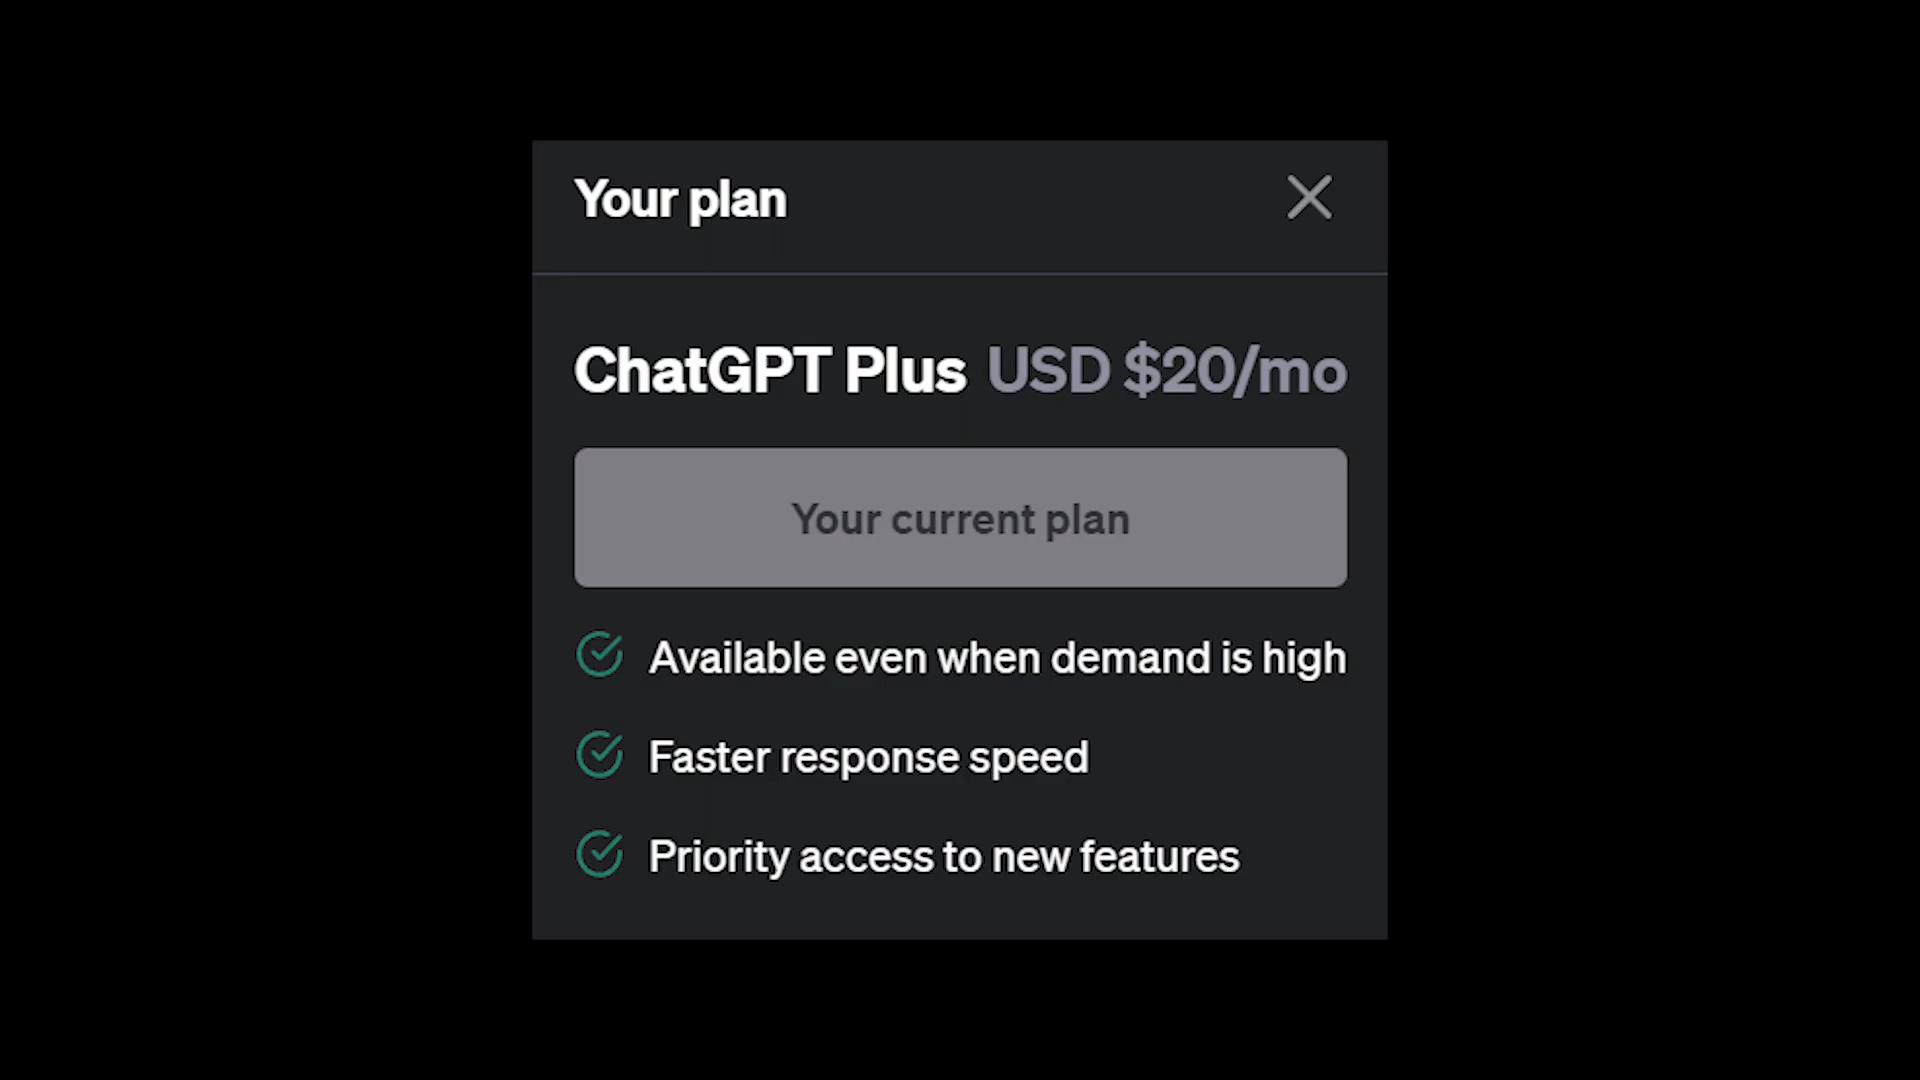 Your plan
ChatGPT Plus USD $20/mo
Your current plan
Available even when demand is high
Faster response speed
Priority access to new features